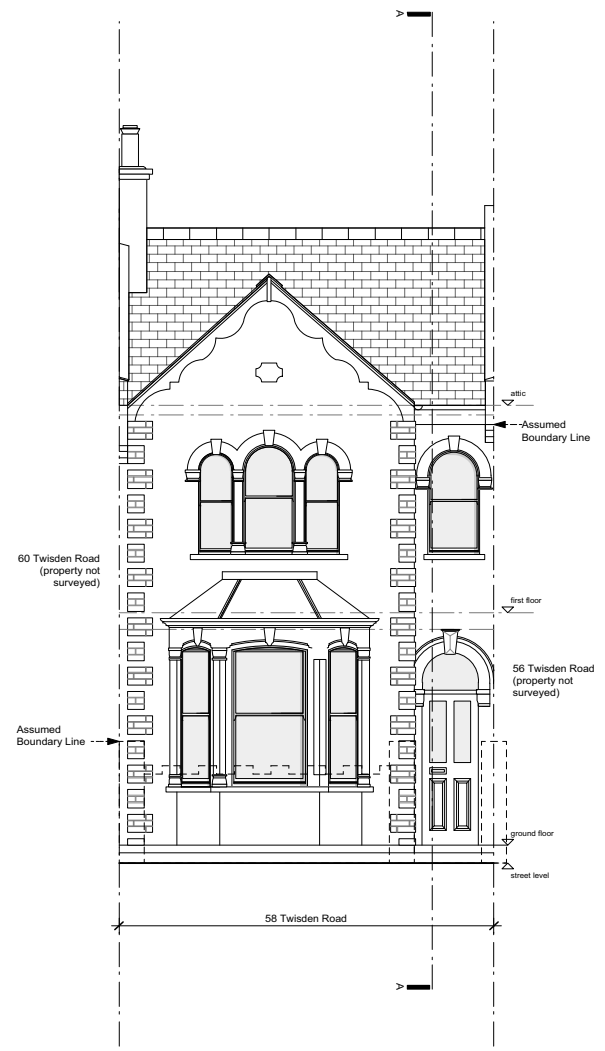 A
attic
Assumed
Boundary Line
60 Twisden Road
(property not
surveyed)
first floor
56 Twisden Road
(property not
surveyed)
Assumed
Boundary Line
ground floor
street level
58 Twisden Road
A